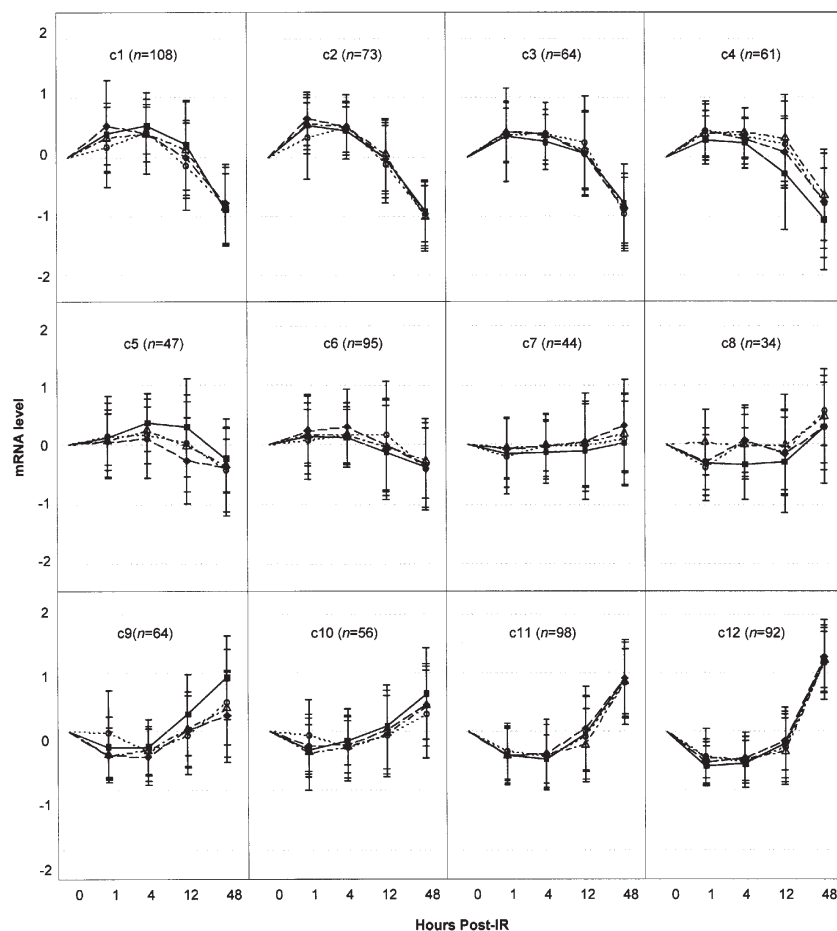 2
c1 (n=108)
c2 (n=73)
c3 (n=64)
c4 (n=61)
1
0
-1
-2
2
c5 (n=47)
c6 (n=95)
c7 (n=44)
c8 (n=34)
1
0
-1
-2
mRNA level
2
c9(n=64)
c10 (n=56)
c11 (n=98)
c12 (n=92)
1
0
-1
-2
0 1 4 12 48 0 1 4 12 48 0 1 4 12 48 0 1 4 12 48
Hours Post-IR